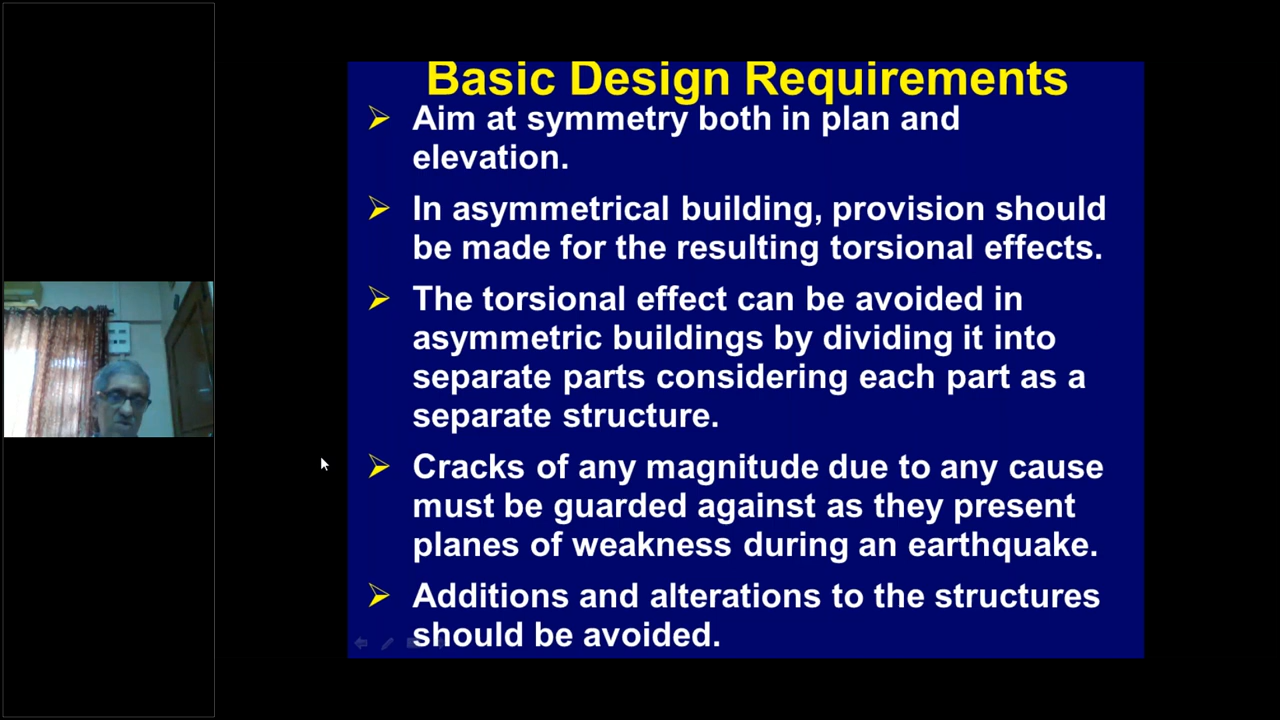 Basic Design Requirements
Aim at symmetry both in plan and
elevation.
In asymmetrical building, provision should
be made for the resulting torsional effects.
The torsional effect can be avoided in
asymmetric buildings by dividing it into
separate parts considering each part as a
separate structure.
Cracks of any magnitude due to any cause
must be guarded against as they present
planes of weakness during an earthquake.
Additions and alterations to the structures
should be avoided.